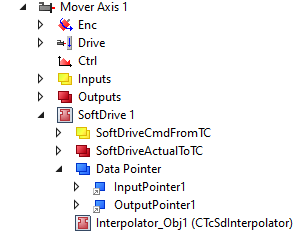 Mover Axis 1
Enc
Drive
Ctrl
Inputs
Outputs
SoftDrive 1
SoftDriveCmdFromTC
SoftDriveActualToTC
Data Pointer
InputPointer1
OutputPointer1
Interpolator_Obj1 (CTcSdInterpolator)